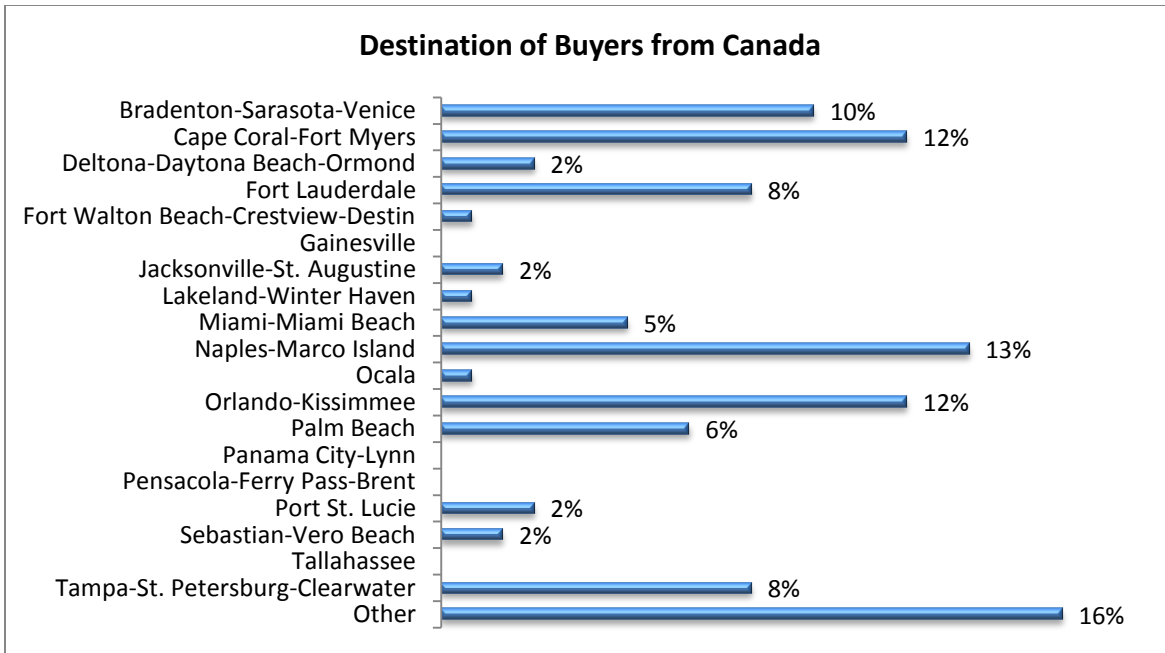 Destination of Buyers from Canada
Bradenton-Sarasota-Venice 10%
Cape Coral-Fort Myers 12%
Deltona-Daytona Beach-Ormond 2%
Fort Lauderdale 8%
Fort Walton Beach-Crestview-Destin
Gainesville
Jacksonville-St. Augustine 2%
Lakeland-Winter Haven
Miami-Miami Beach 5%
Naples-Marco Island 13%
Ocala
Orlando-Kissimmee 12%
Palm Beach 6%
Panama City-Lynn
Pensacola-Ferry Pass-Brent
Port St. Lucie 2%
Sebastian-Vero Beach 2%
Tallahassee
Tampa-St. Petersburg-Clearwater 8%
Other 16%